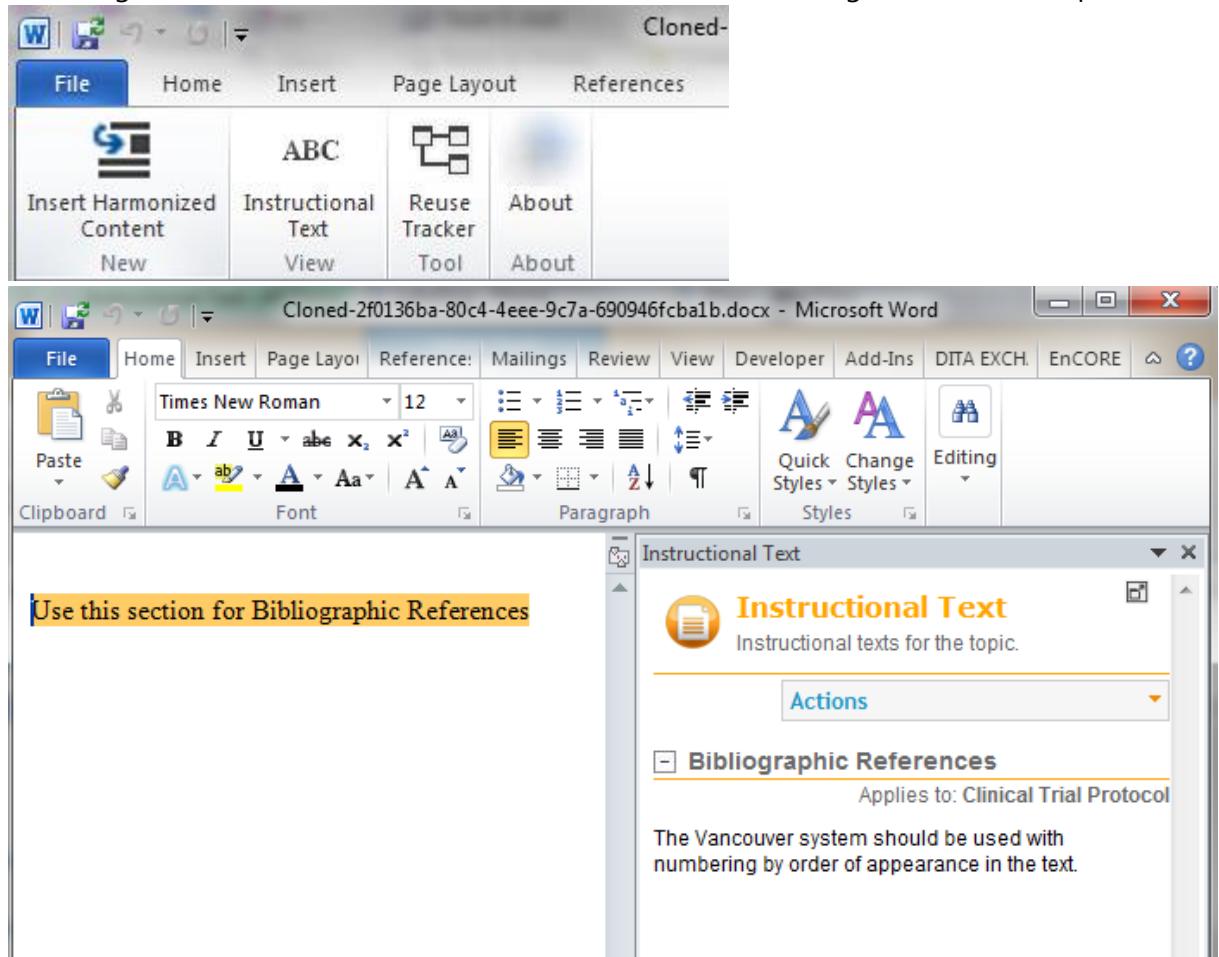 Cloned-
File Home Insert Page Layout References
ABC
Insert Harmonized Content Instructional Text Reuse Tracker About
New View Tool About
Cloned-2f0136ba-80c4-4eee-9c7a-690946fcba1b.docx - Microsoft Word
File Home Insert Page Layou Reference: Mailings Review View Developer Add-Ins DITA EXCH. EnCORE
Times New Roman 12
B I U abc x₂ x²
Paste Aa A A Quick Styles Change Styles Editing
Clipboard Font Paragraph Styles
Instructional Text
Use this section for Bibliographic References
Instructional Text
Instructional texts for the topic.
Actions
Bibliographic References
Applies to: Clinical Trial Protocol
The Vancouver system should be used with
numbering by order of appearance in the text.